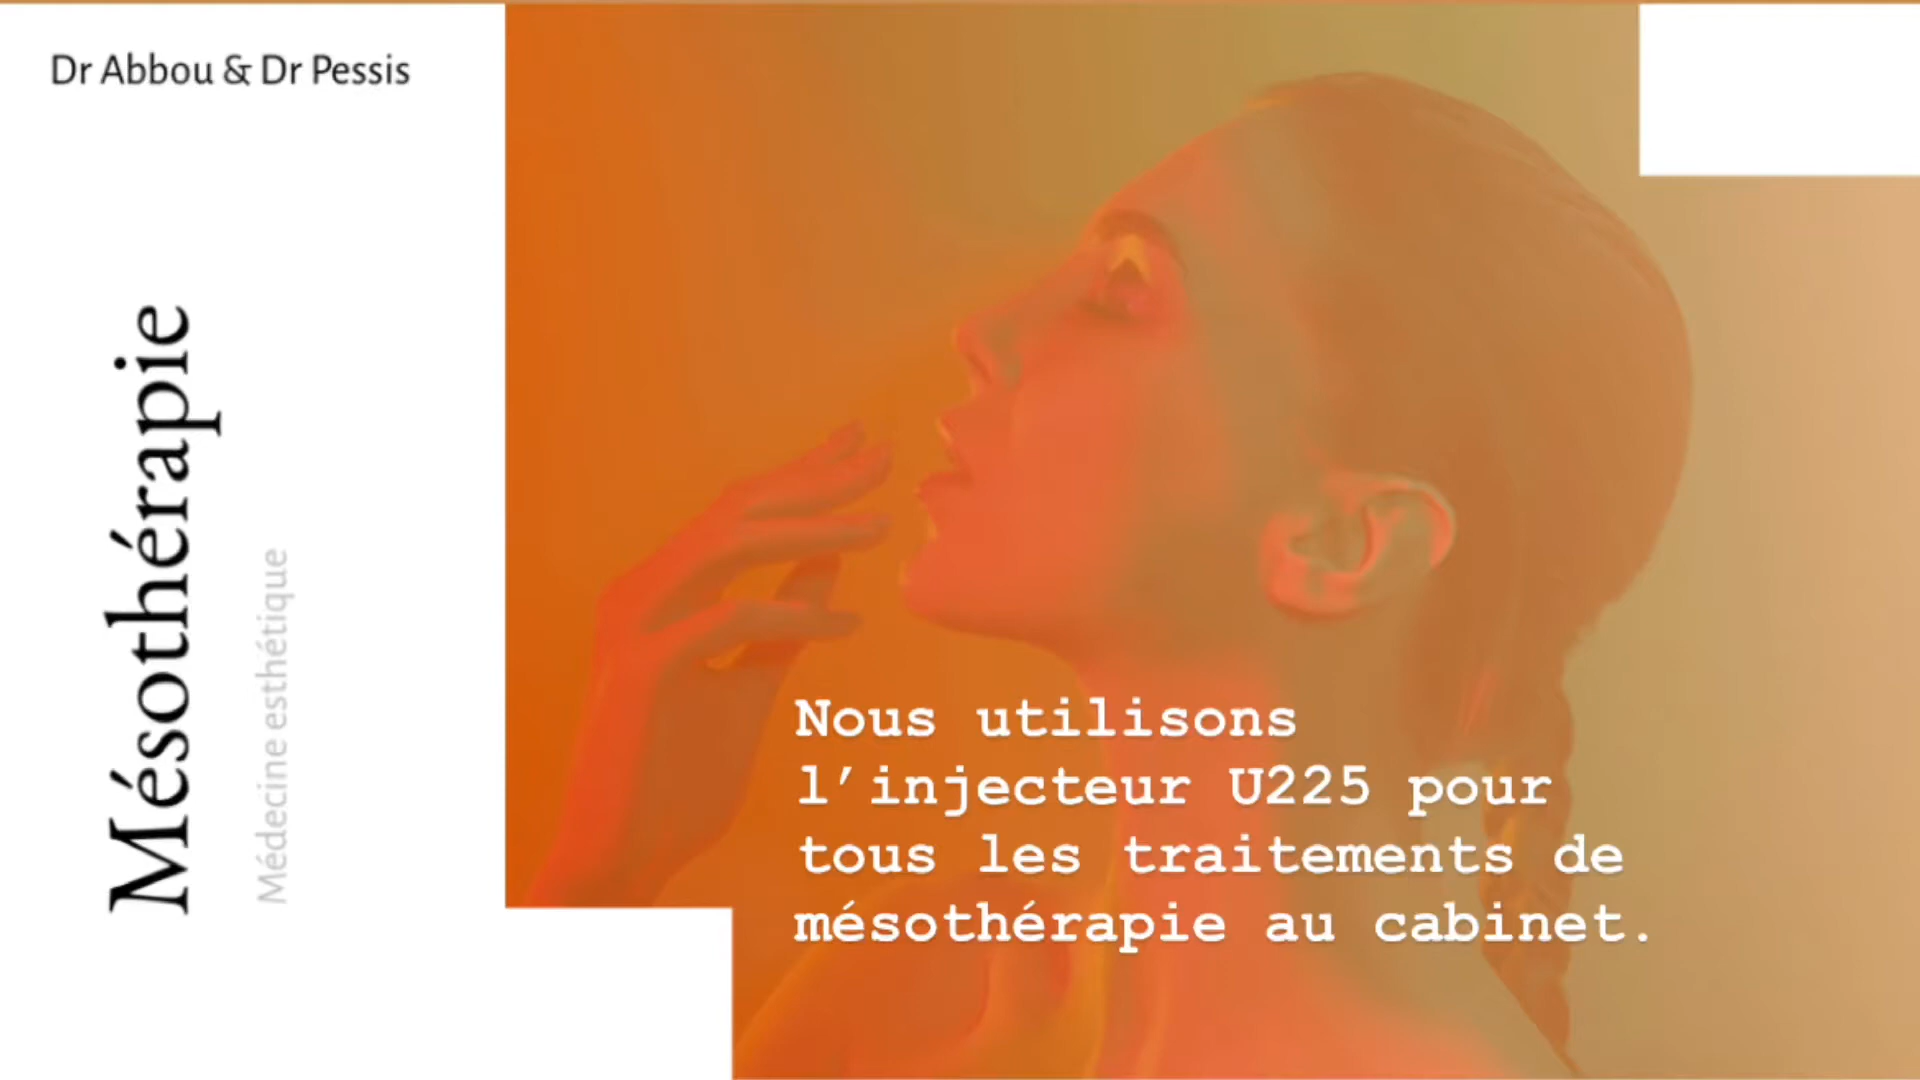 Dr Abbou & Dr Pessis
Mésothérapie
Médecine esthétique
Nous utilisons
l’injecteur U225 pour
tous les traitements de
mésothérapie au cabinet.